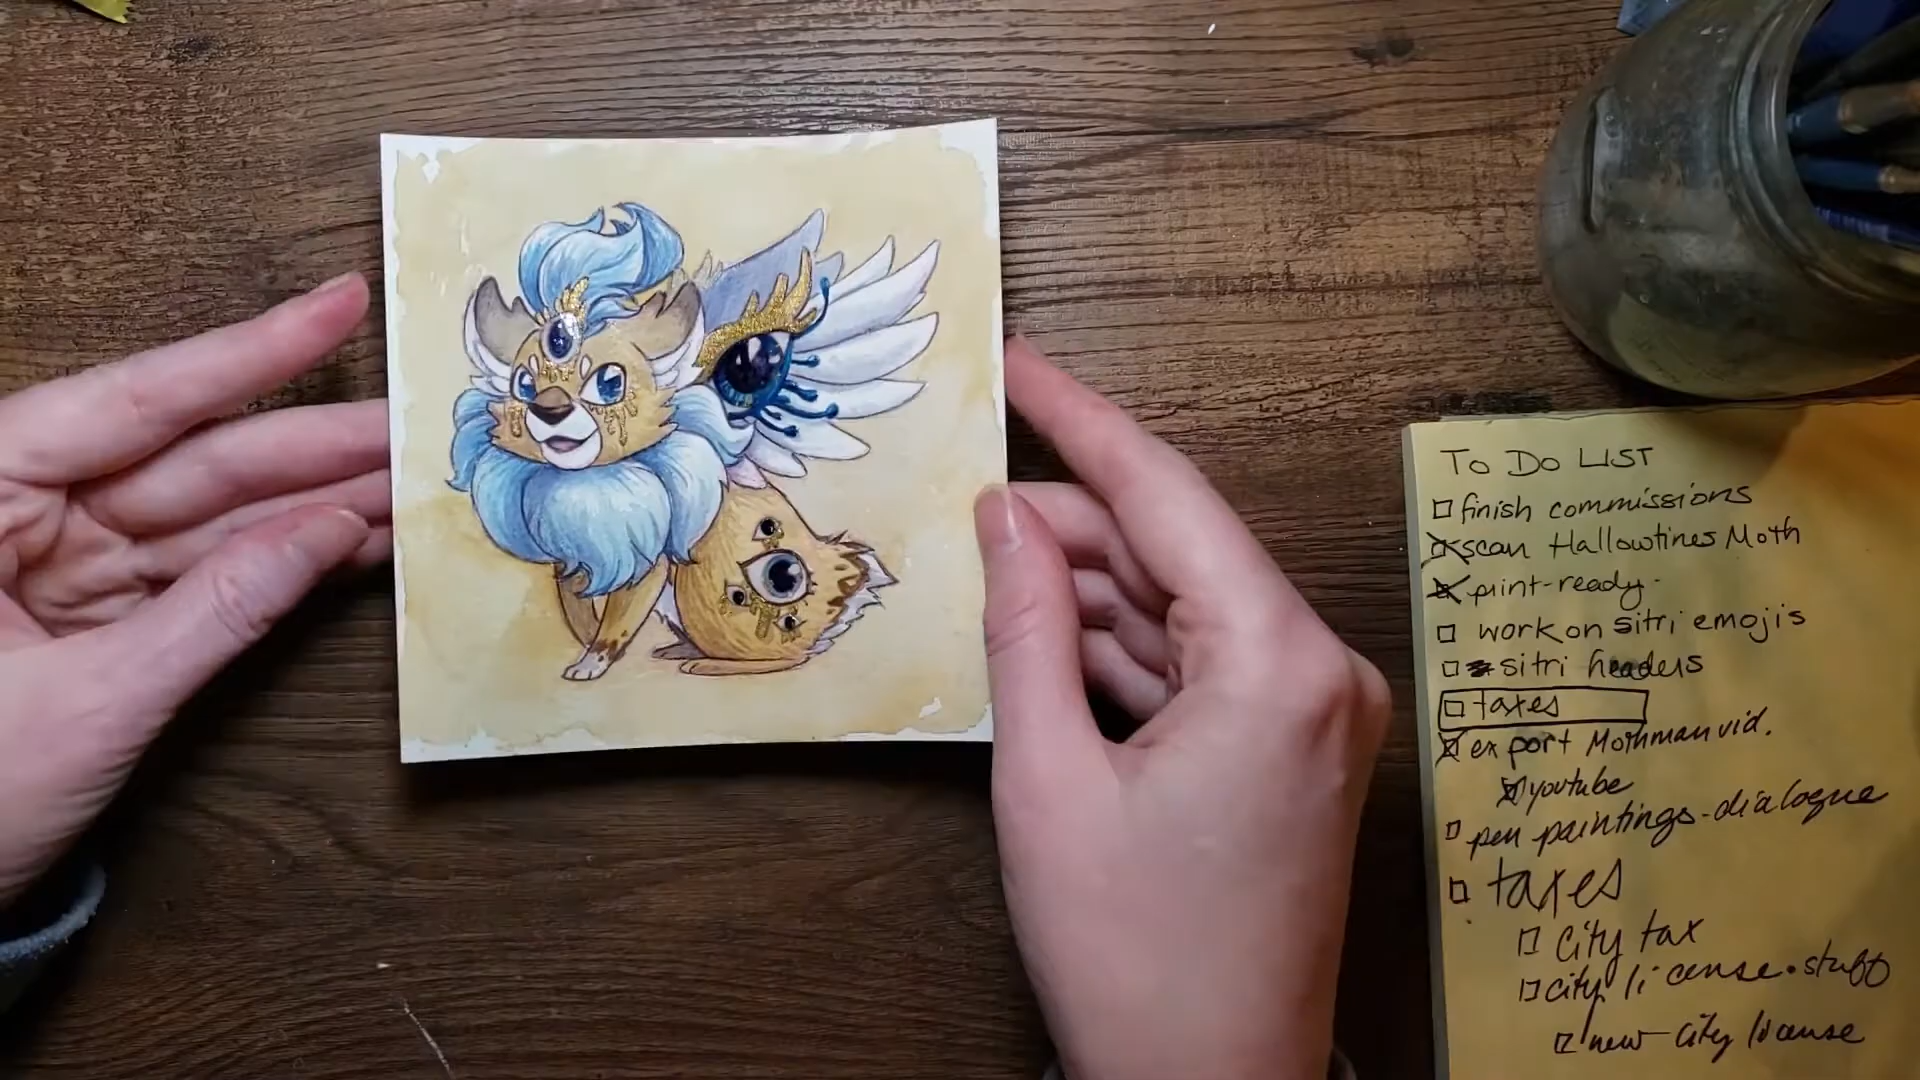 TO DO LIST
finish commissions
scan Hallowtines Moth
print-ready
work on sitri emojis
sitri headers
taxes
export Mothman vid.
youtube
pen paintings-dialogue
taxes
city tax
city license stuff
new city license